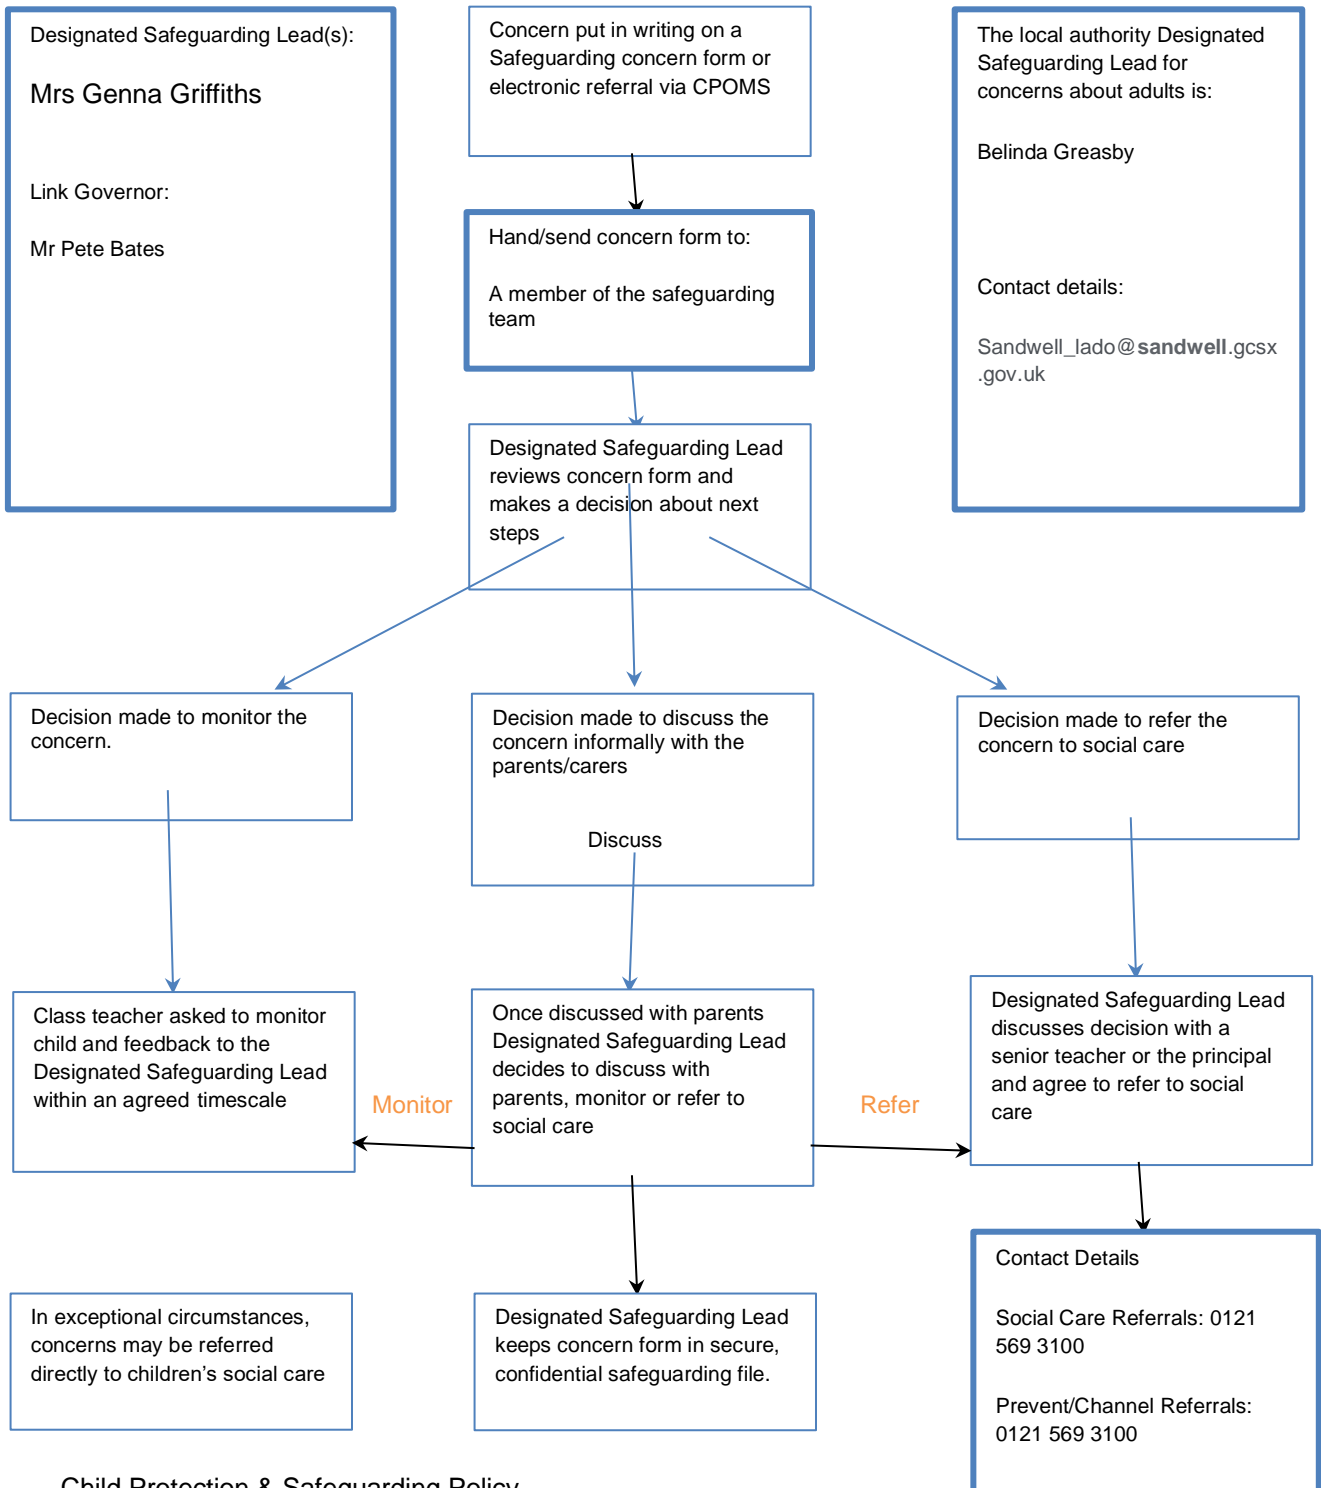 Designated Safeguarding Lead(s):
Mrs Genna Griffiths
Link Governor:
Mr Pete Bates
Concern put in writing on a
Safeguarding concern form or
electronic referral via CPOMS
The local authority Designated
Safeguarding Lead for
concerns about adults is:
Belinda Greasby
Contact details:
Sandwell_lado@sandwell.gcsx
.gov.uk
Hand/send concern form to:
A member of the safeguarding
team
Designated Safeguarding Lead
reviews concern form and
makes a decision about next
steps
Decision made to monitor the
concern.
Decision made to discuss the
concern informally with the
parents/carers
Discuss
Decision made to refer the
concern to social care
Class teacher asked to monitor
child and feedback to the
Designated Safeguarding Lead
within an agreed timescale
Monitor
Once discussed with parents
Designated Safeguarding Lead
decides to discuss with
parents, monitor or refer to
social care
Refer
Designated Safeguarding Lead
discusses decision with a
senior teacher or the principal
and agree to refer to social
care
In exceptional circumstances,
concerns may be referred
directly to children’s social care
Designated Safeguarding Lead
keeps concern form in secure,
confidential safeguarding file.
Contact Details
Social Care Referrals: 0121
569 3100
Prevent/Channel Referrals:
0121 569 3100
Child Protection & Safeguarding Policy